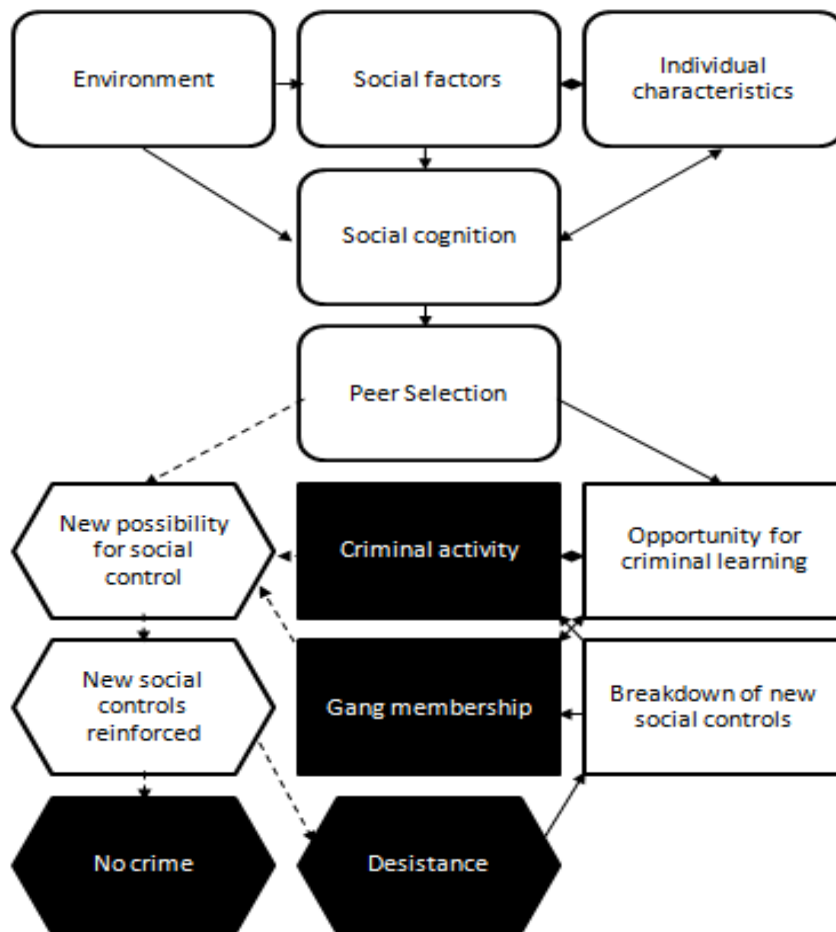 Environment
Social factors
Individual
characteristics
Social cognition
Peer Selection
New possibility
for social
control
Criminal activity
Opportunity for
criminal learning
New social
controls
reinforced
Gang membership
Breakdown of new
social controls
No crime
Desistance